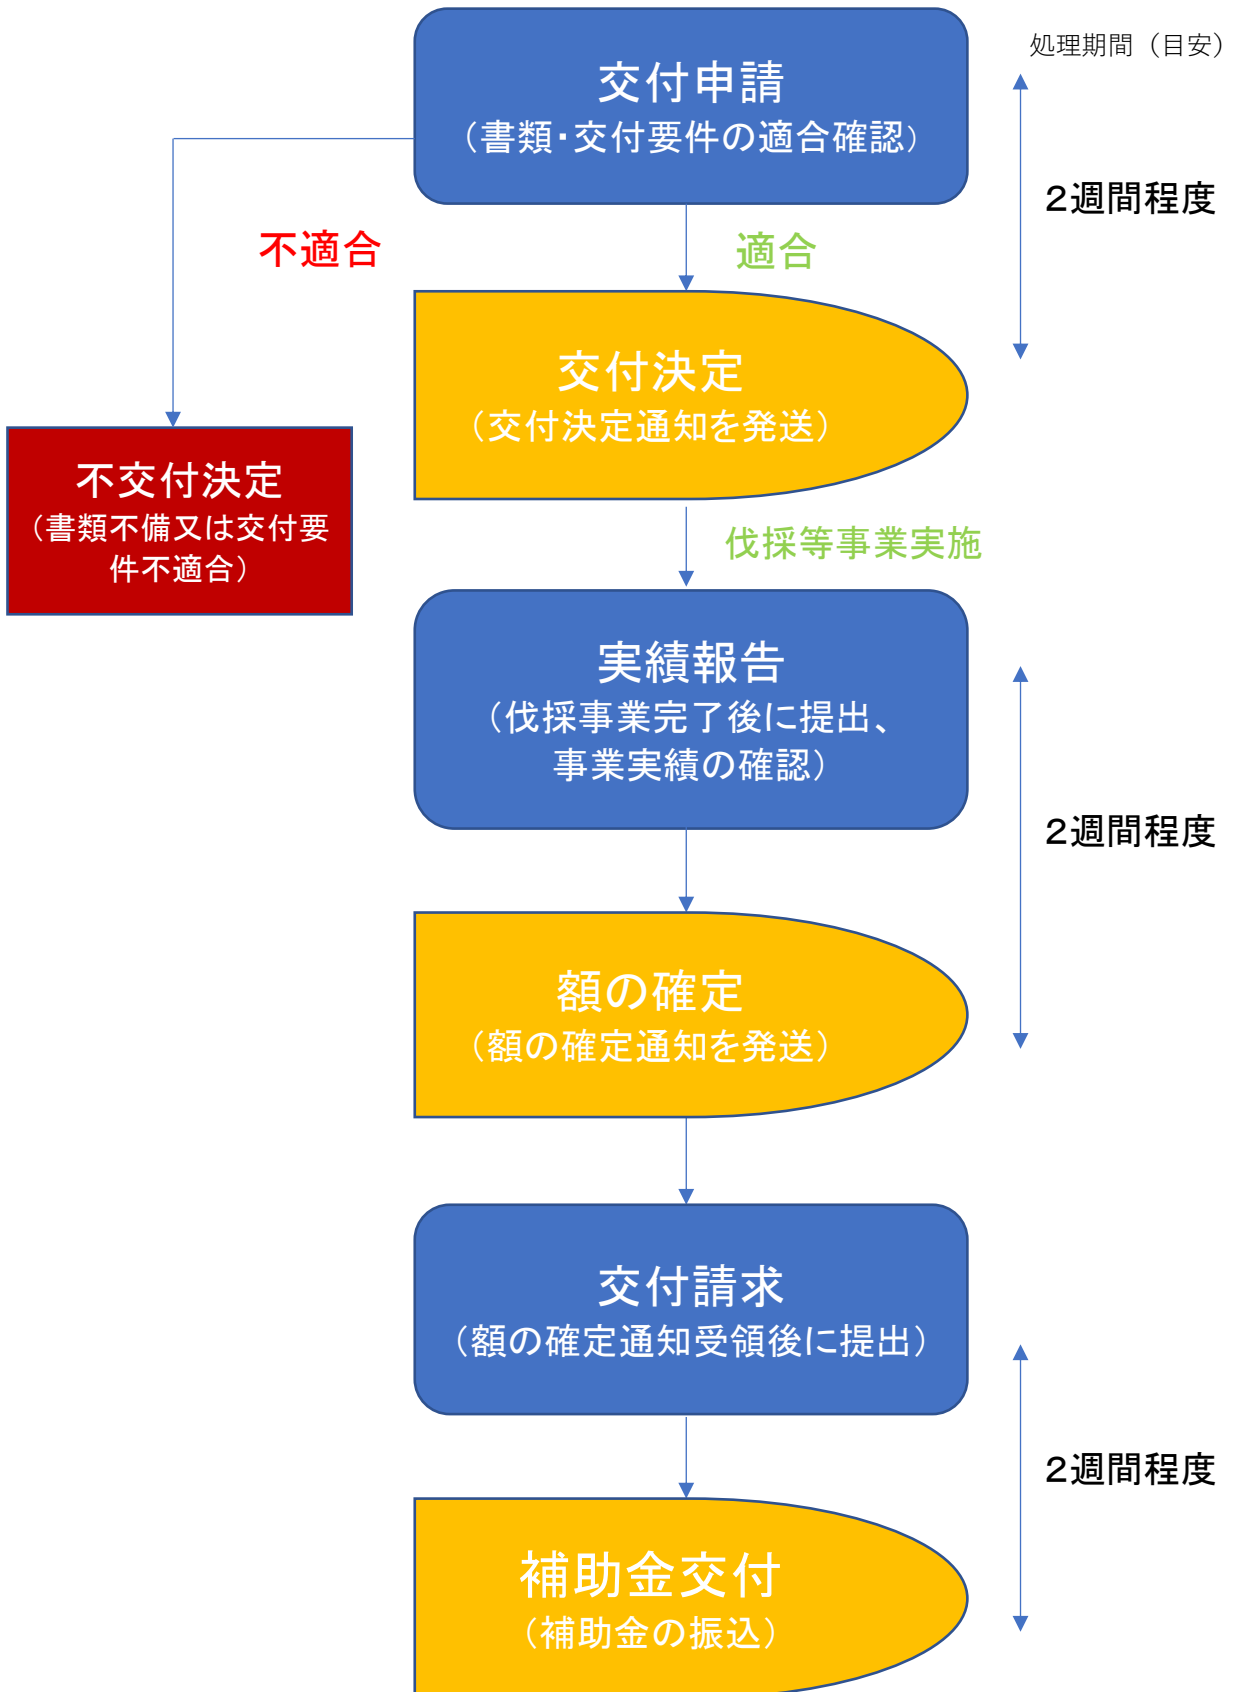 処理期間（目安）
交付申請
（書類・交付要件の適合確認）
２週間程度
不適合
適合
交付決定
（交付決定通知を発送）
不交付決定
（書類不備又は交付要
件不適合）
伐採等事業実施
実績報告
（伐採事業完了後に提出、
事業実績の確認）
２週間程度
額の確定
（額の確定通知を発送）
交付請求
（額の確定通知受領後に提出）
２週間程度
補助金交付
（補助金の振込）